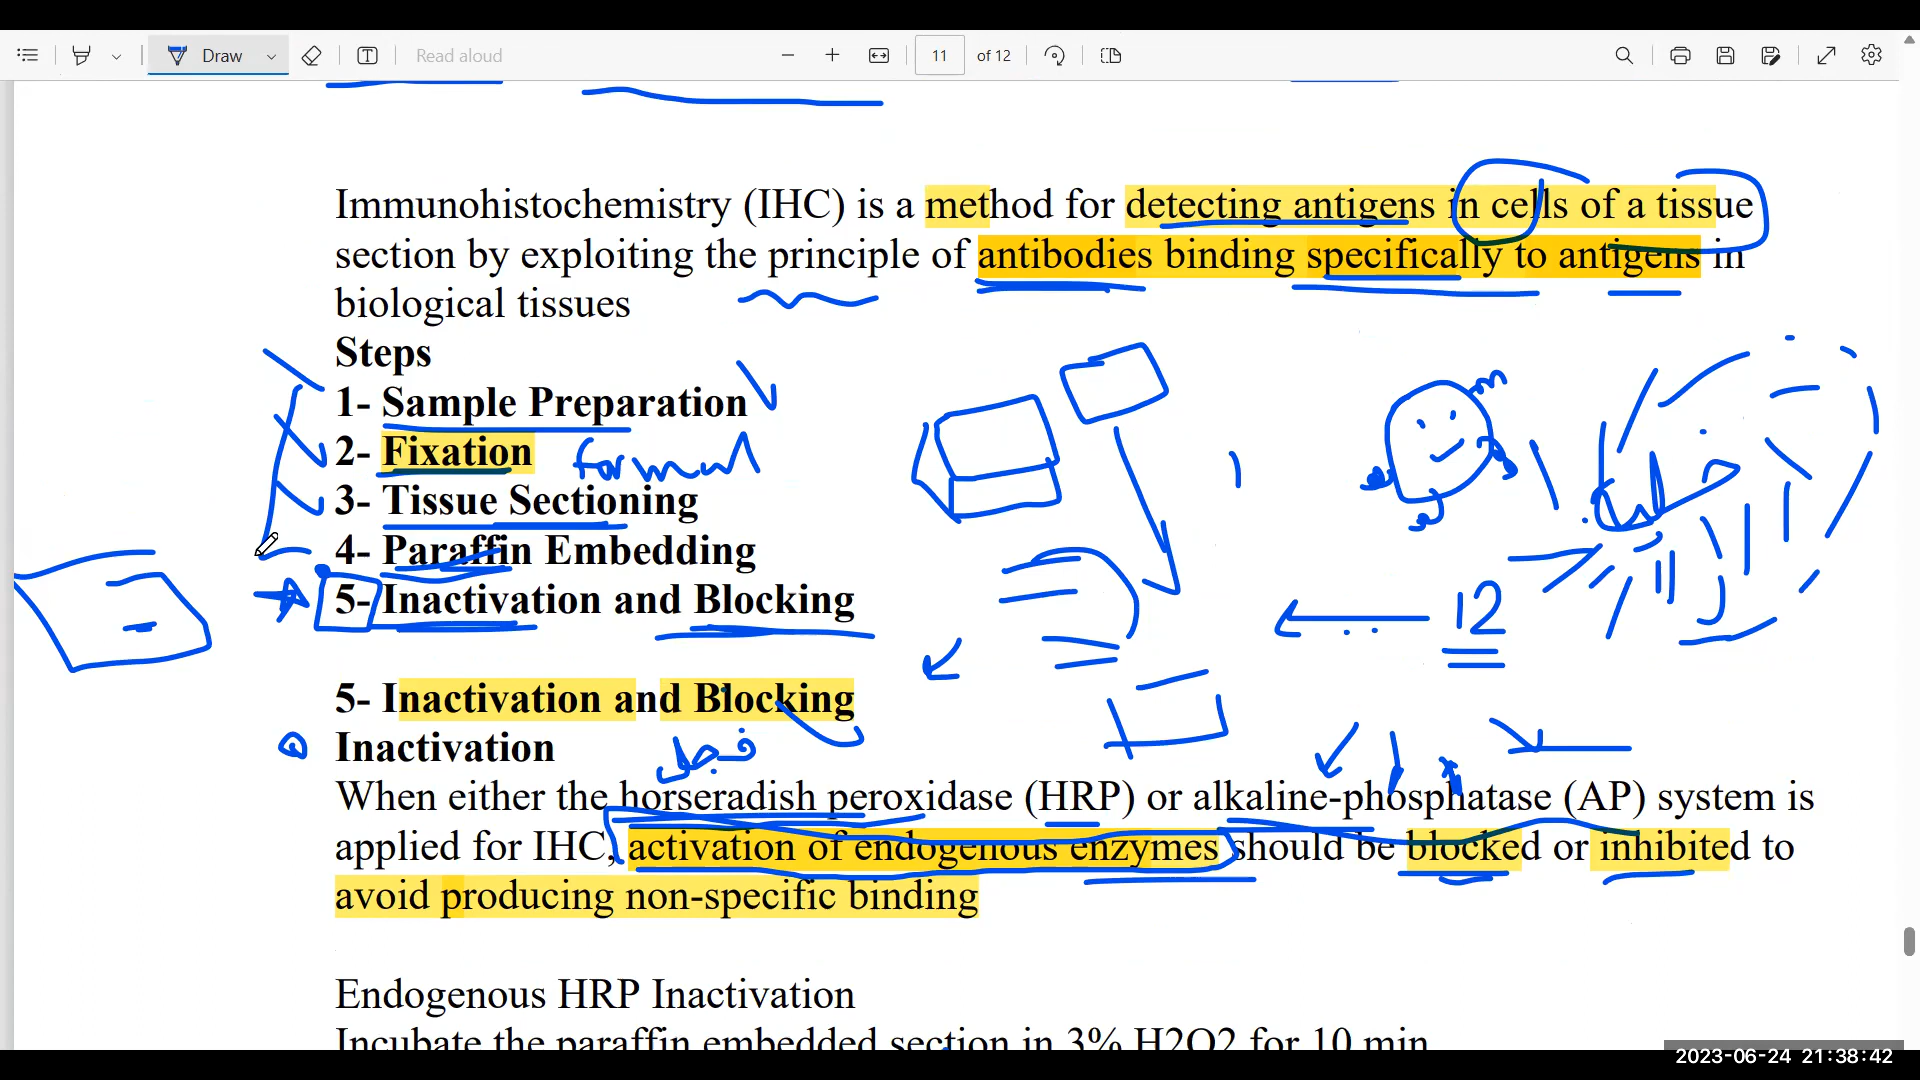 Draw
Read aloud
11 of 12
Immunohistochemistry (IHC) is a method for detecting antigens in cells of a tissue
section by exploiting the principle of antibodies binding specifically to antigens in
biological tissues
Steps
1- Sample Preparation
2- Fixation
3- Tissue Sectioning
4- Paraffin Embedding
5- Inactivation and Blocking
12
5- Inactivation and Blocking
Inactivation
When either the horseradish peroxidase (HRP) or alkaline-phosphatase (AP) system is
applied for IHC, activation of endogenous enzymes should be blocked or inhibited to
avoid producing non-specific binding
Endogenous HRP Inactivation
Incubate the paraffin embedded section in 3% H2O2 for 10 min
2023-06-24 21:38:42